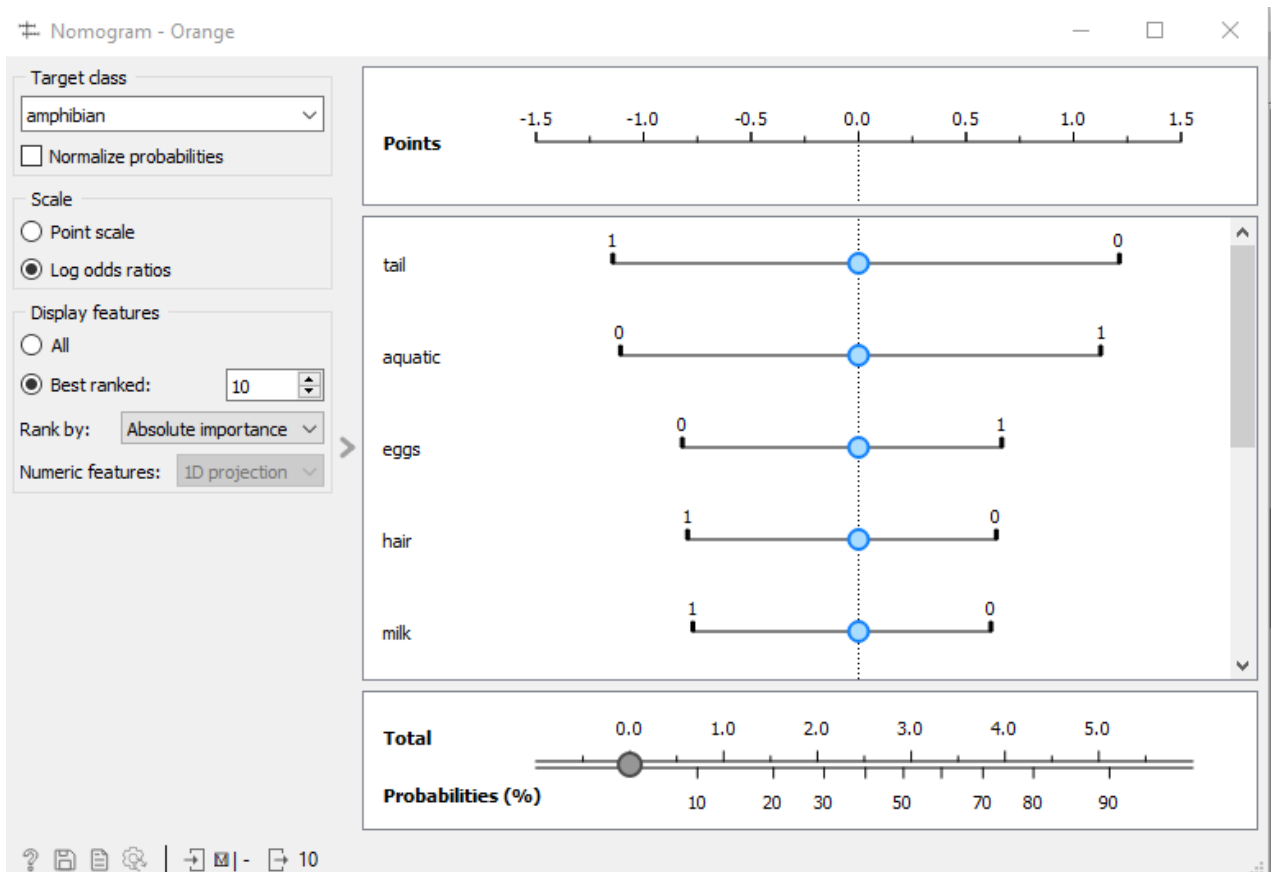 Nomogram - Orange
Target class
amphibian
Normalize probabilities
Scale
Point scale
Log odds ratios
Display features
All
Best ranked: 10
Rank by: Absolute importance
Numeric features: 1D projection
Points -1.5 -1.0 -0.5 0.0 0.5 1.0 1.5
tail 1 0
aquatic 0 1
eggs 0 1
hair 1 0
milk 1 0
Total 0.0 1.0 2.0 3.0 4.0 5.0
Probabilities (%) 10 20 30 50 70 80 90
? M | - 10